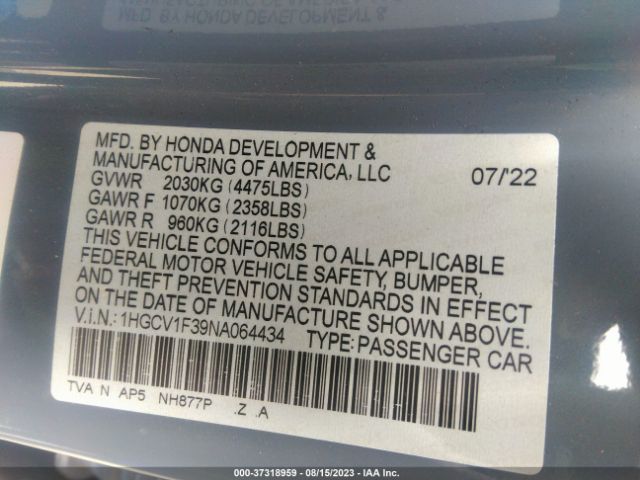 MFD. BY HONDA DEVELOPMENT &
MANUFACTURING OF AMERICA, LLC 07/'22
GVWR 2030KG (4475LBS)
GAWR F 1070KG (2358LBS)
GAWR R 960KG (2116LBS)
THIS VEHICLE CONFORMS TO ALL APPLICABLE
FEDERAL MOTOR VEHICLE SAFETY, BUMPER,
AND THEFT PREVENTION STANDARDS IN EFFECT
ON THE DATE OF MANUFACTURE SHOWN ABOVE.
V.i.N.: 1HGCV1F39NA064434 TYPE: PASSENGER CAR
TVA N AP5 NH877P .Z .A
000-37318959 - 08/15/2023 - IAA Inc.